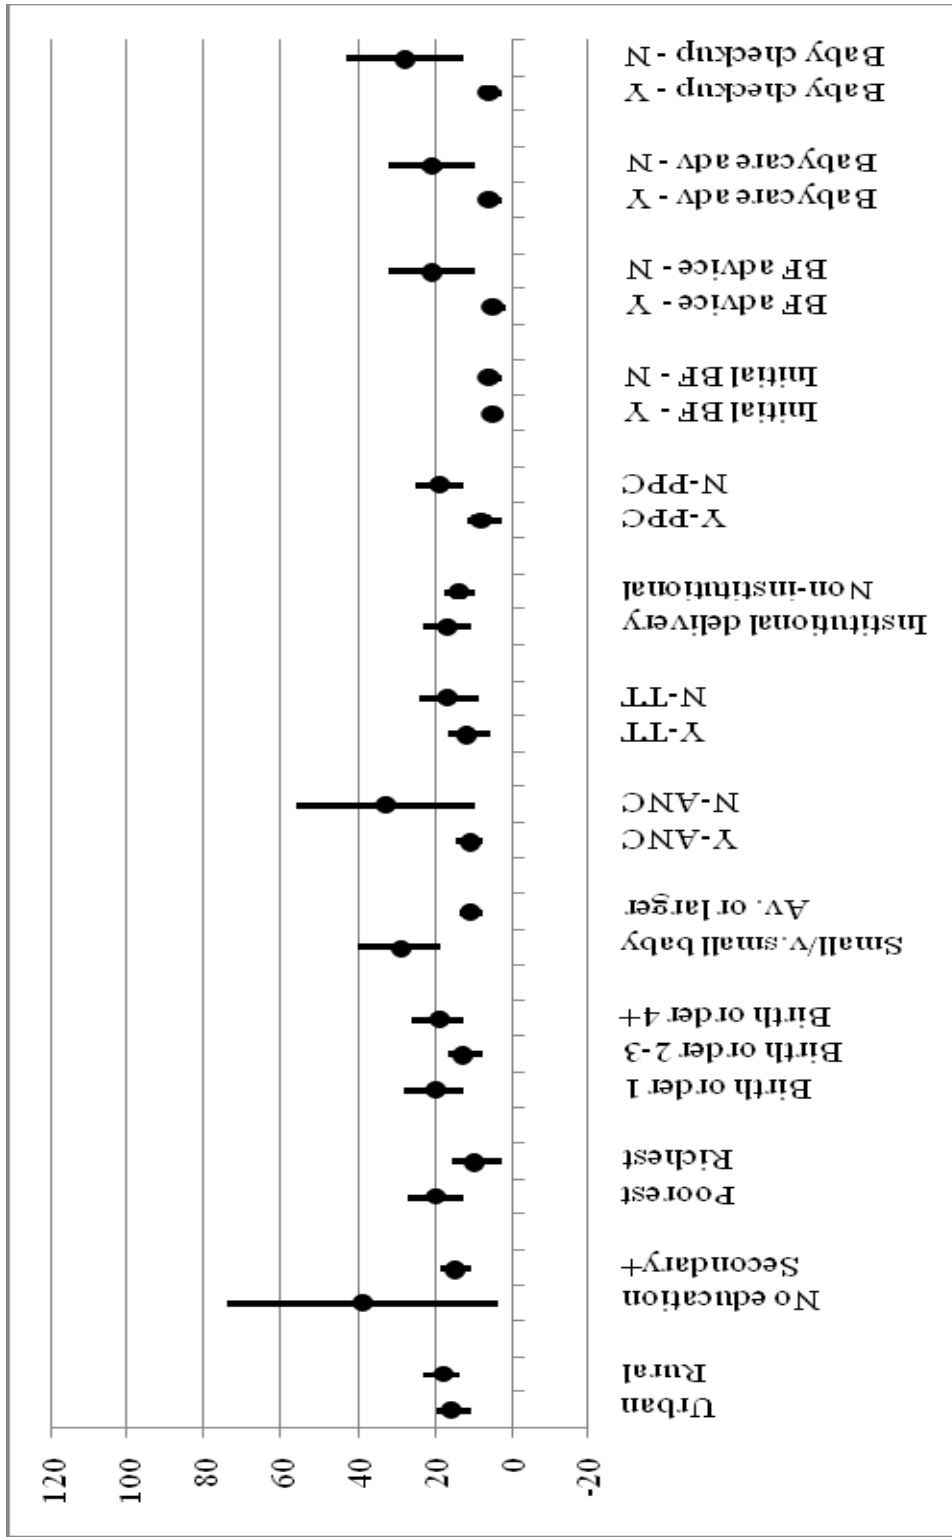 120
100
80
60
40
20
0
-20
Urban
Rural
No education
Secondary+
Poorest
Richest
Birth order 1
Birth order 2-3
Birth order 4+
Small/v.small baby
Av. or larger
Y-ANC
N-ANC
Y-TT
N-TT
Institutional delivery
Non-institutional
Y-PPC
N-PPC
Initial BF - Y
Initial BF - N
BF advice - Y
BF advice - N
Babycare adv - Y
Babycare adv - N
Baby checkup - Y
Baby checkup - N